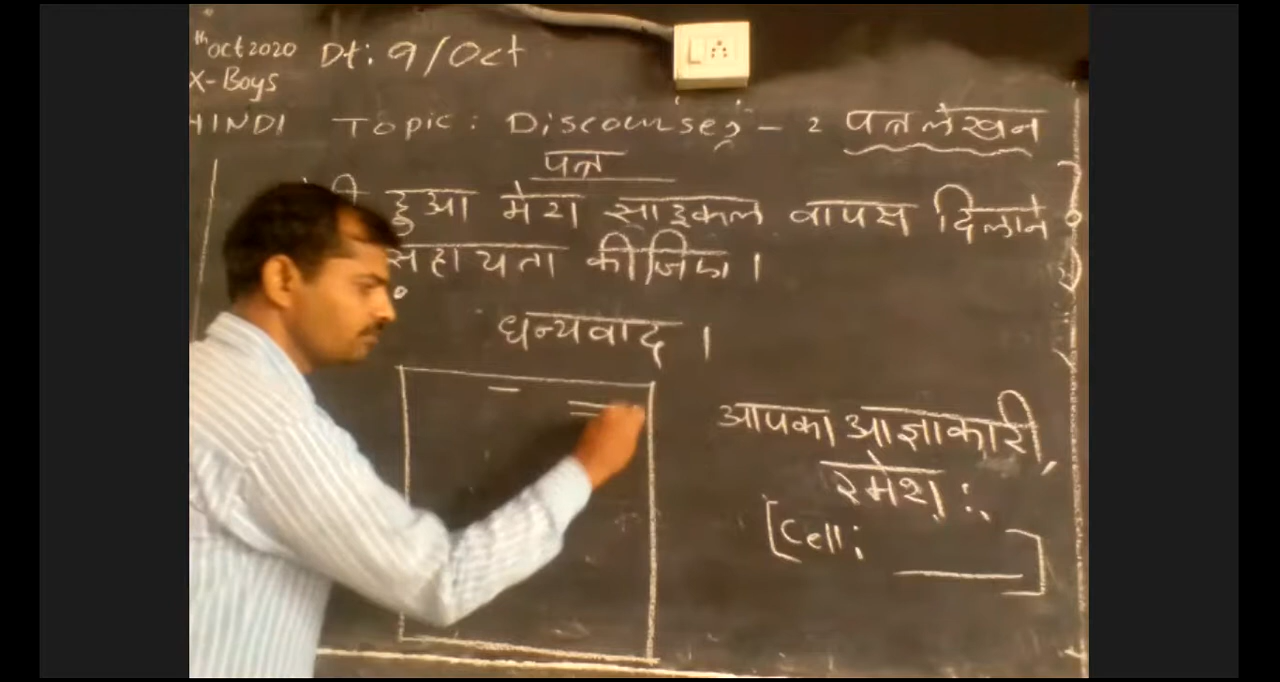 th oct 2020 Dt: 9/Oct
X-Boys
HINDI Topic: Discourses - 2 पत्रलेखन
पत्र
हुआ मेरा साइकल वापस दिलाने
सहायता कीजिए ।
धन्यवाद ।
आपका आज्ञाकारी,
रमेश
[Cell: ]